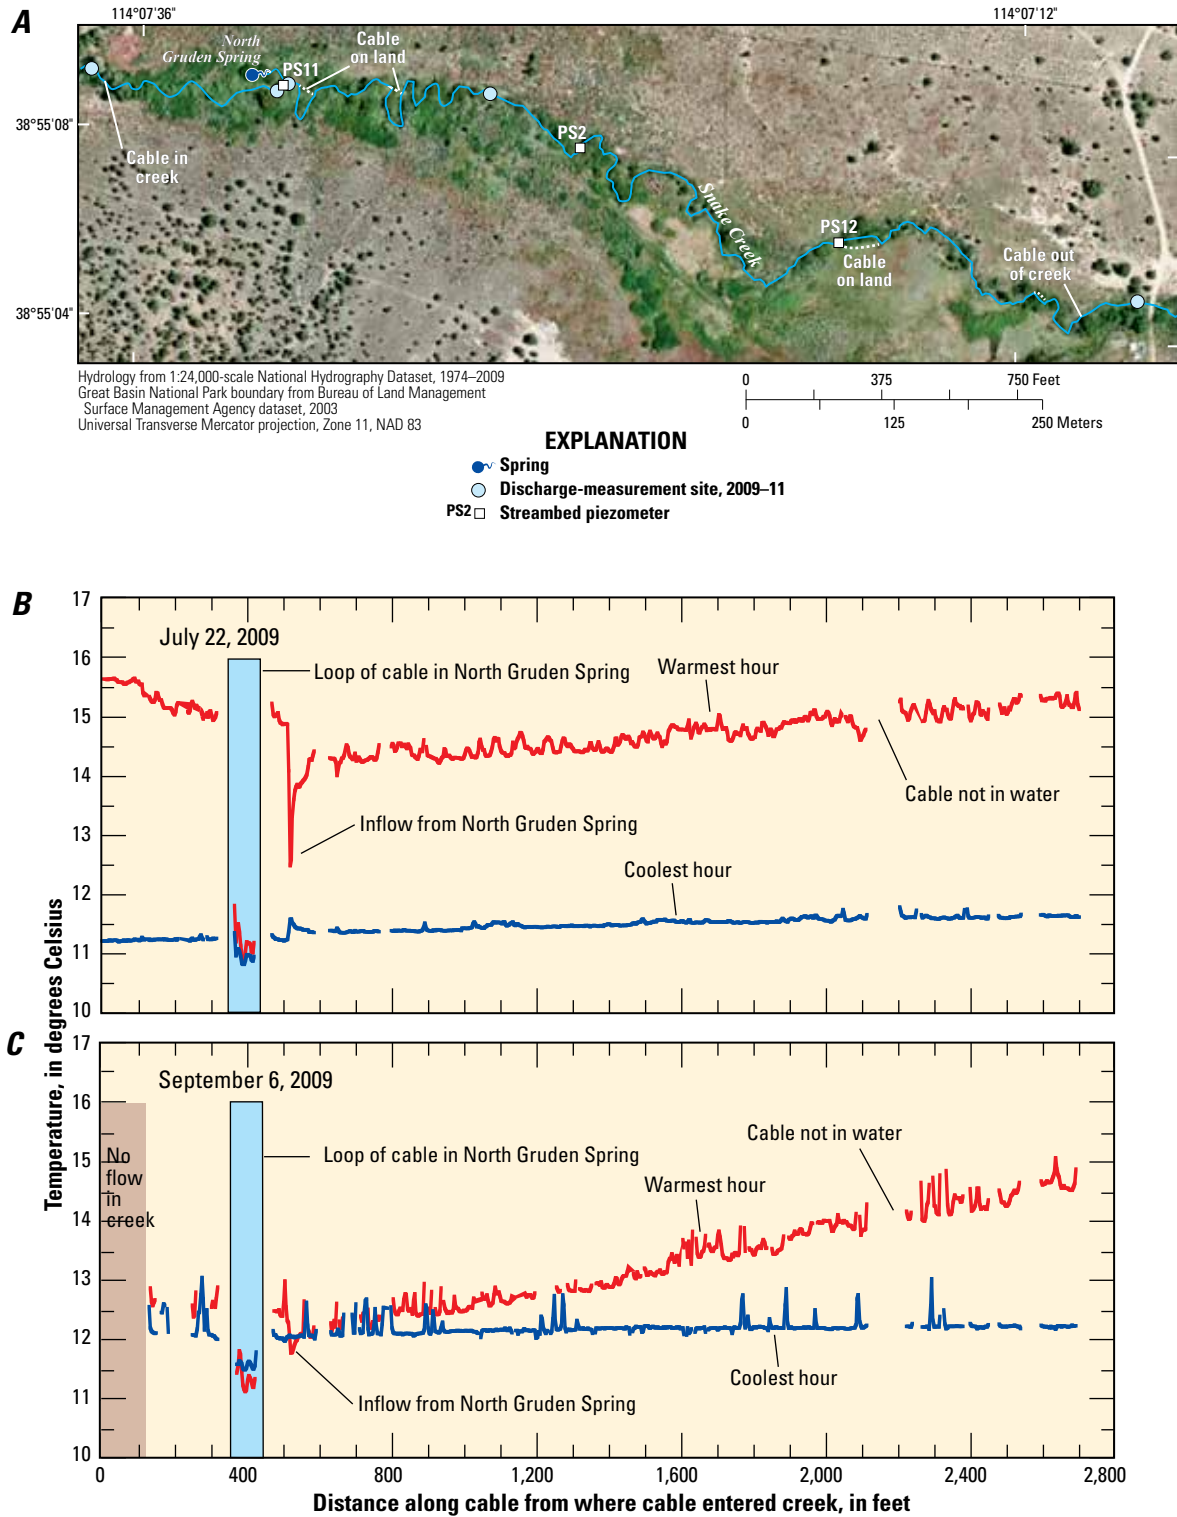 A
114°07'36"
114°07'12"
North
Gruden Spring
PS11
Cable
on land
38°55'08"
Cable in
creek
PS2
Snake Creek
PS12
Cable
on land
Cable out
of creek
38°55'04"
Hydrology from 1:24,000-scale National Hydrography Dataset, 1974–2009
Great Basin National Park boundary from Bureau of Land Management
Surface Management Agency dataset, 2003
Universal Transverse Mercator projection, Zone 11, NAD 83
0 375 750 Feet
0 125 250 Meters
EXPLANATION
Spring
Discharge-measurement site, 2009–11
PS2 Streambed piezometer
B
17
16
15
14
13
12
11
10
July 22, 2009
Loop of cable in North Gruden Spring
Warmest hour
Cable not in water
Inflow from North Gruden Spring
Coolest hour
Temperature, in degrees Celsius
C
17
16
15
14
13
12
11
10
September 6, 2009
No
flow
in
creek
Loop of cable in North Gruden Spring
Cable not in water
Warmest hour
Coolest hour
Inflow from North Gruden Spring
0 400 800 1,200 1,600 2,000 2,400 2,800
Distance along cable from where cable entered creek, in feet